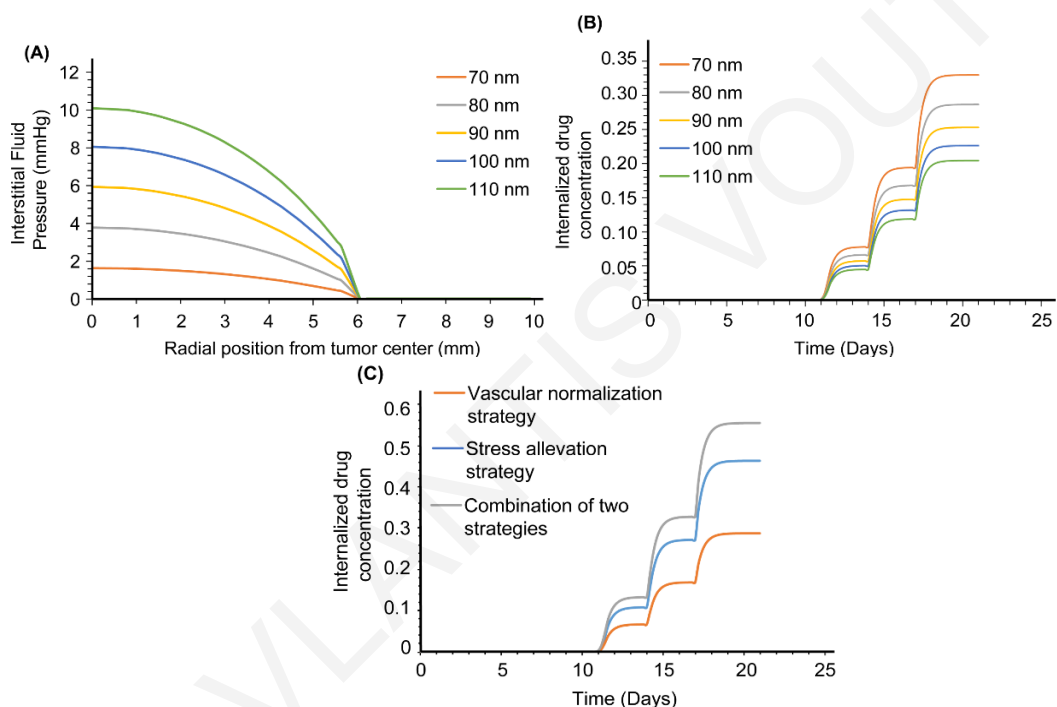 (A)
Interstitial Fluid
Pressure (mmHg)
12
10
8
6
4
2
0
70 nm
80 nm
90 nm
100 nm
110 nm
0 1 2 3 4 5 6 7 8 9 10
Radial position from tumor center (mm)
(B)
Internalized drug
concentration
0.35
0.30
0.25
0.20
0.15
0.10
0.05
0
70 nm
80 nm
90 nm
100 nm
110 nm
0 5 10 15 20 25
Time (Days)
(C)
Internalized drug
concentration
0.6
0.5
0.4
0.3
0.2
0.1
0
Vascular normalization
strategy
Stress allevation
strategy
Combination of two
strategies
0 5 10 15 20 25
Time (Days)
VLANTIS VOUT